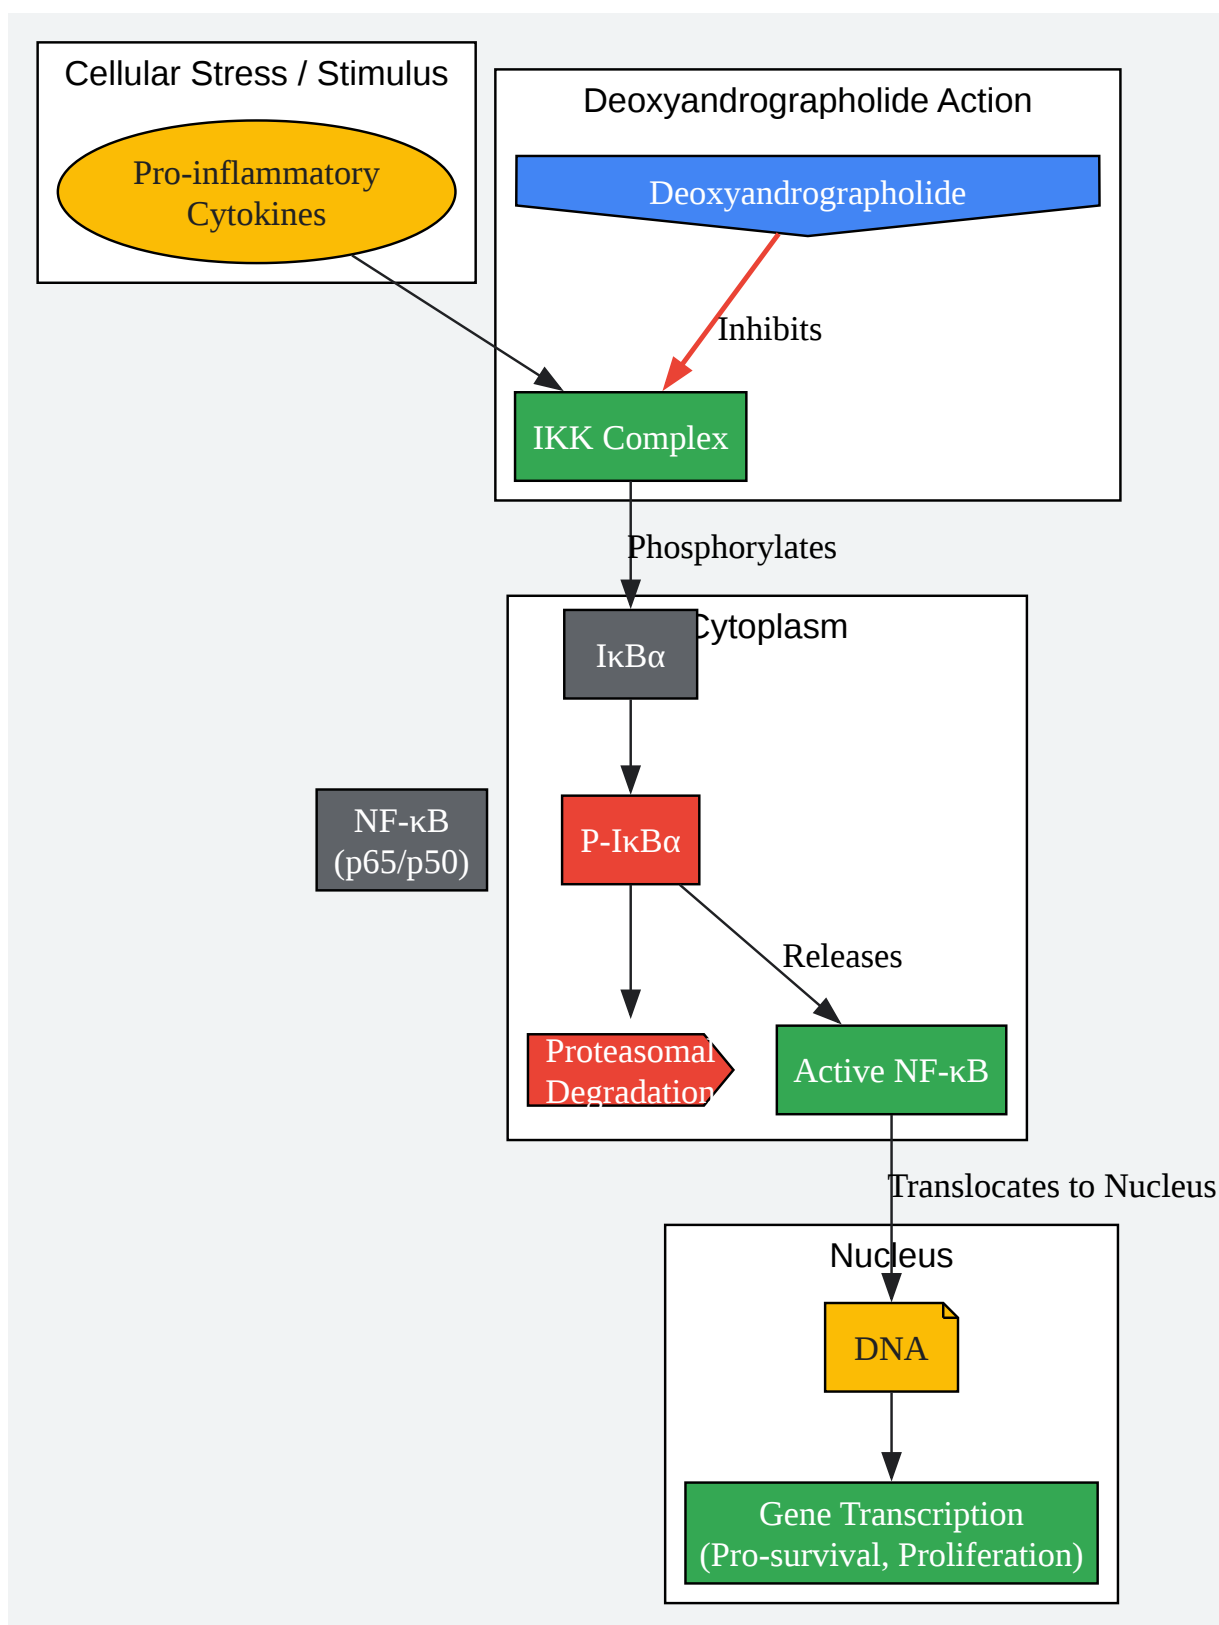 Cellular Stress / Stimulus
Pro-inflammatory
Cytokines
Deoxyandrographolide Action
Deoxyandrographolide
Inhibits
IKK Complex
Phosphorylates
Cytoplasm
IκBα
NF-κB
(p65/p50)
P-IκBα
Releases
Proteasomal
Degradation
Active NF-κB
Translocates to Nucleus
Nucleus
DNA
Gene Transcription
(Pro-survival, Proliferation)